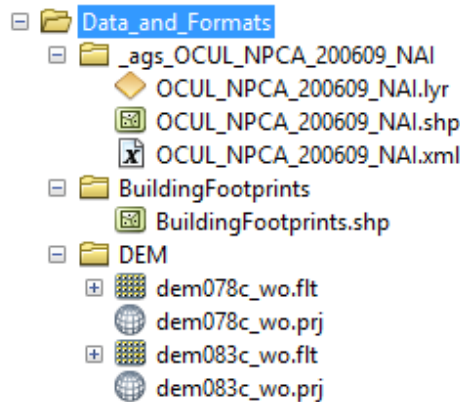 Data_and_Formats
_ags_OCUL_NPCA_200609_NAI
OCUL_NPCA_200609_NAI.lyr
OCUL_NPCA_200609_NAI.shp
OCUL_NPCA_200609_NAI.xml
BuildingFootprints
BuildingFootprints.shp
DEM
dem078c_wo.flt
dem078c_wo.prj
dem083c_wo.flt
dem083c_wo.prj